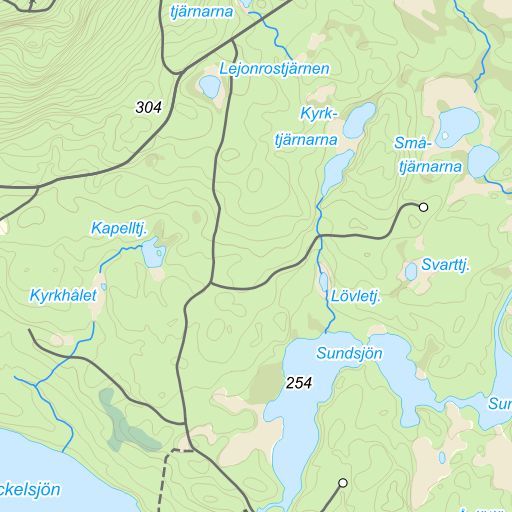 tjärnarna
Lejonrostjärnen
304
Kyrk-
tjärnarna
Små-
tjärnarna
Kapelltj.
Svarttj.
Kyrkhålet
Lövletj.
Sundsjön
254
Sun
ckelsjön